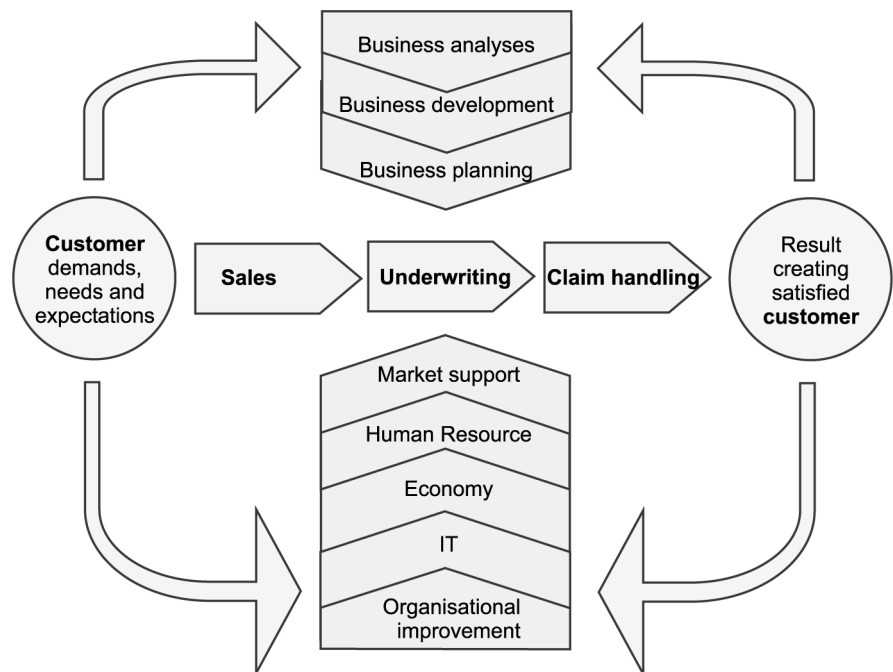 Business analyses
Business development
Business planning
Customer
demands,
needs and
expectations
Sales
Underwriting
Claim handling
Result
creating
satisfied
customer
Market support
Human Resource
Economy
IT
Organisational
improvement